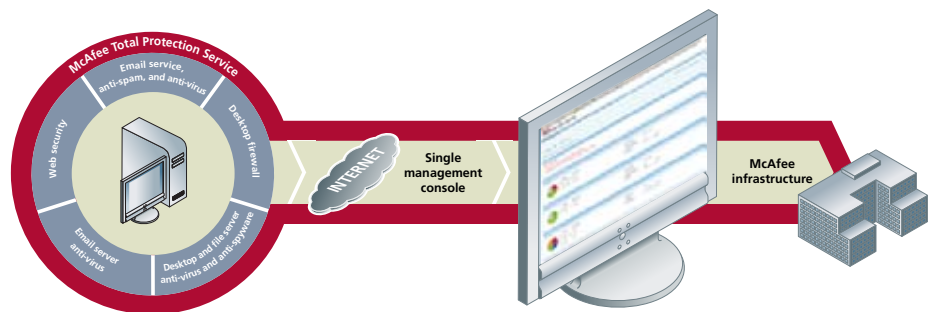 McAfee Total Protection Service
Email service,
anti-spam, and anti-virus
Web security
Desktop firewall
Email server
anti-virus
Desktop and file server
anti-virus and anti-spyware
INTERNET
Single
management
console
McAfee
infrastructure